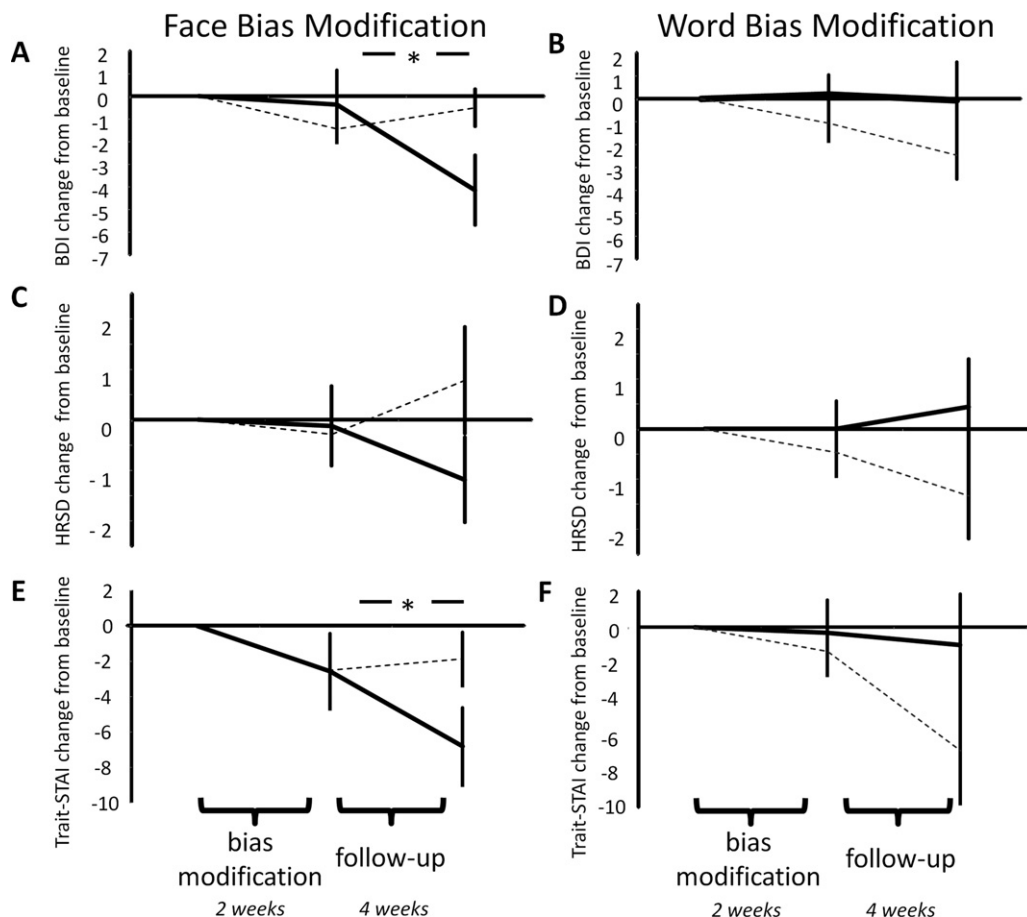 Face Bias Modification
Word Bias Modification
A
BDI change from baseline
2
1
0
-1
-2
-3
-4
-5
-6
-7
*
B
BDI change from baseline
2
1
0
-1
-2
-3
-4
-5
-6
-7
C
HRSD change from baseline
2
1
0
- 1
- 2
D
HRSD change from baseline
2
1
0
-1
-2
E
Trait-STAI change from baseline
2
0
-2
-4
-6
-8
-10
*
F
Trait-STAI change from baseline
2
0
-2
-4
-6
-8
-10
bias
modification
2 weeks
follow-up
4 weeks
bias
modification
2 weeks
follow-up
4 weeks